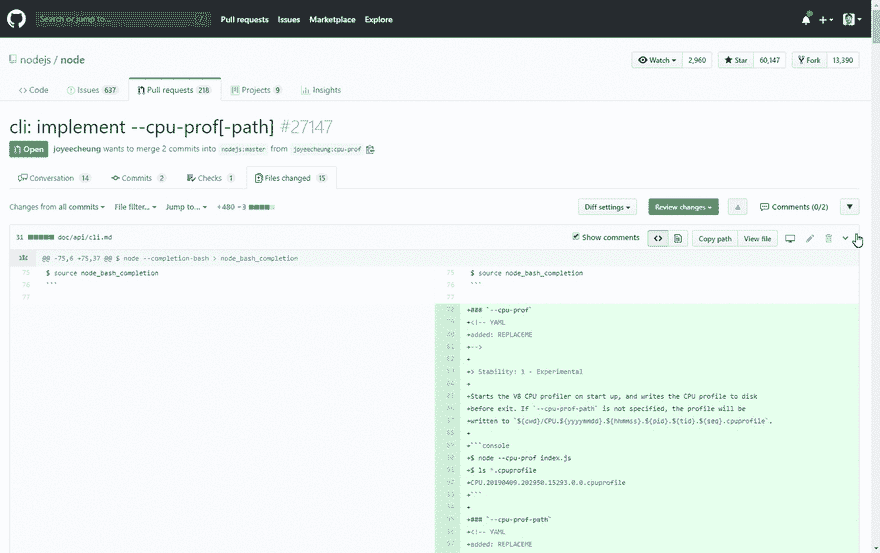 Search or jump to... / Pull requests Issues Marketplace Explore
nodejs / node Watch 2,960 Star 60,147 Fork 13,390
<> Code Issues 637 Pull requests 218 Projects 9 Insights
cli: implement --cpu-prof[-path] #27147
Open joyeecheung wants to merge 2 commits into nodejs:master from joyeecheung:cpu-prof
Conversation 14 Commits 2 Checks 1 Files changed 15
Changes from all commits File filter... Jump to... +480 −3 Diff settings Review changes Comments (0/2)
31 doc/api/cli.md Show comments <> Copy path View file
@@ -75,6 +75,37 @@ $ node --completion-bash > node_bash_completion
75 $ source node_bash_completion 75 $ source node_bash_completion
76 ``` 76 ```
77 77
78 +### `--cpu-prof`
79 +<!-- YAML
80 +added: REPLACEME
81 +-->
82 +
83 +> Stability: 1 - Experimental
84 +
85 +Starts the V8 CPU profiler on start up, and writes the CPU profile to disk
86 +before exit. If `--cpu-prof-path` is not specified, the profile will be
87 +written to `${cwd}/CPU.${yyyymmdd}.${hhmmss}.${pid}.${tid}.${seq}.cpuprofile`.
88 +
89 +```console
90 +$ node --cpu-prof index.js
91 +$ ls *.cpuprofile
92 +CPU.20190409.202950.15293.0.0.cpuprofile
93 +```
94 +
95 +### `--cpu-prof-path`
96 +<!-- YAML
97 +added: REPLACEME